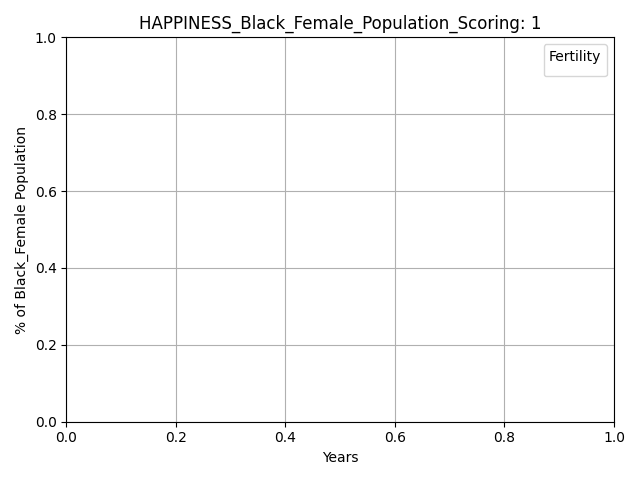 HAPPINESS_Black_Female_Population_Scoring: 1
Fertility
% of Black_Female Population
1.0
0.8
0.6
0.4
0.2
0.0
0.0 0.2 0.4 0.6 0.8 1.0
Years